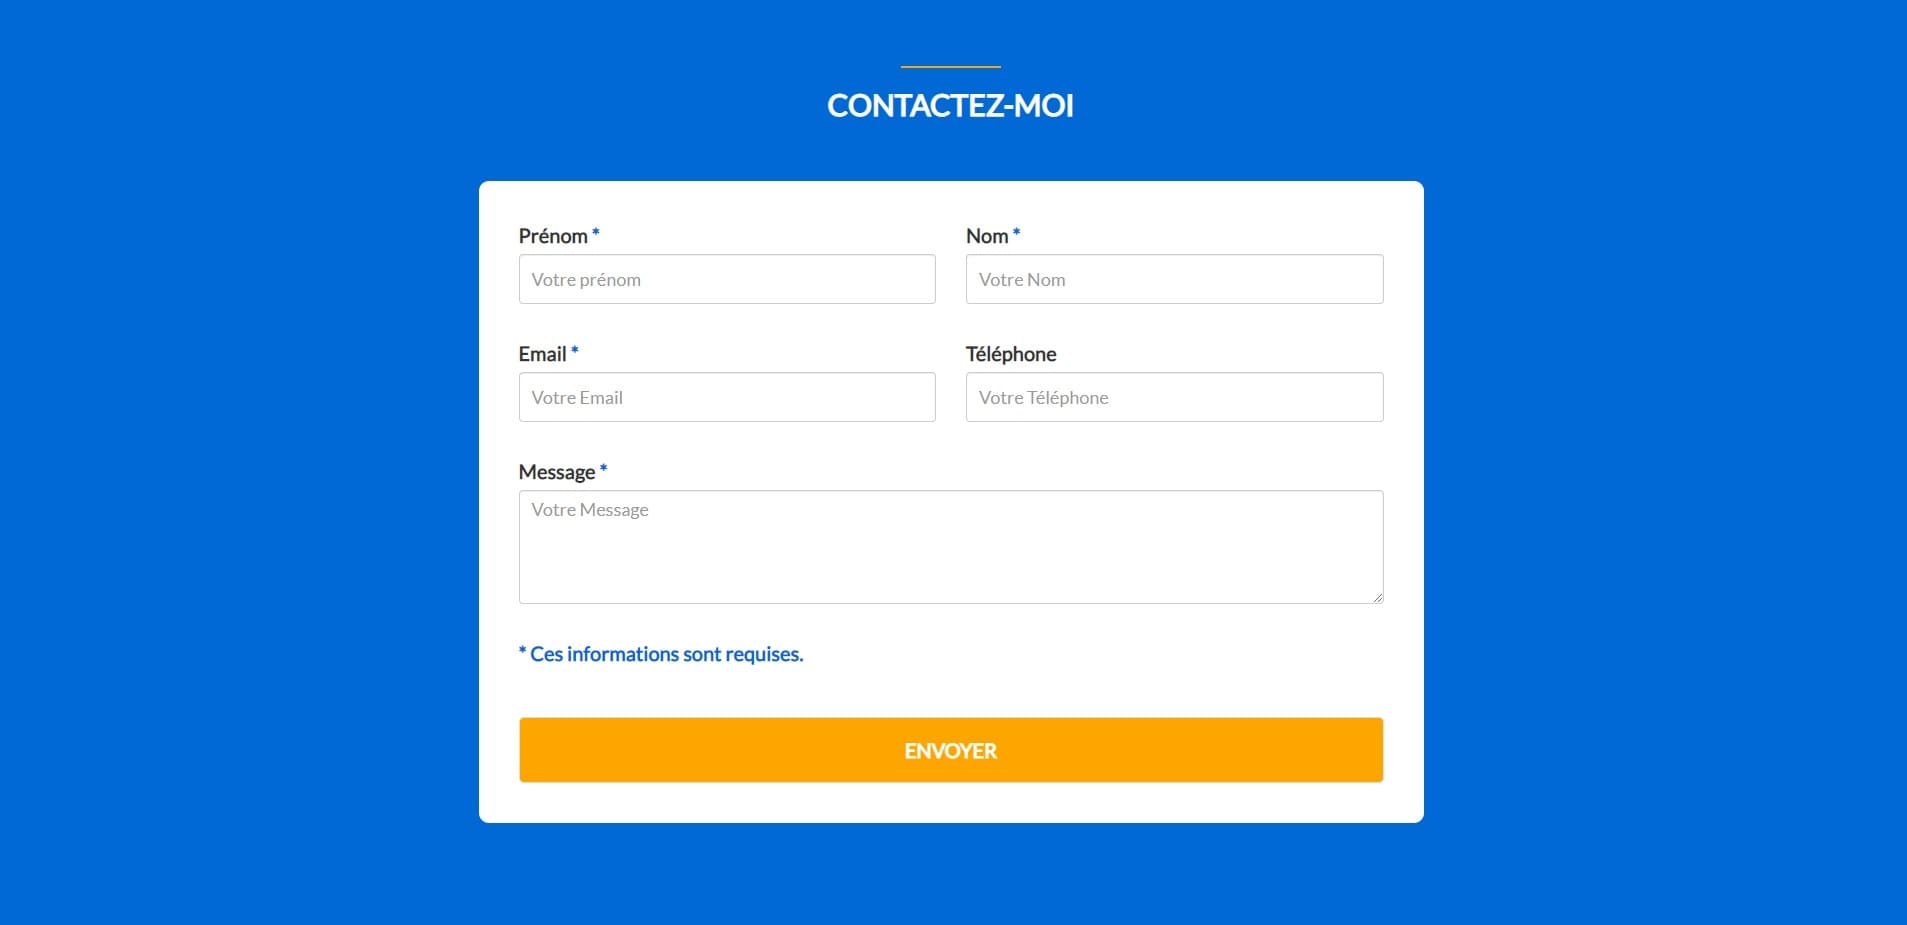 CONTACTEZ-MOI
Prénom *
Nom *
Votre prénom
Votre Nom
Email *
Téléphone
Votre Email
Votre Téléphone
Message *
Votre Message
* Ces informations sont requises.
ENVOYER